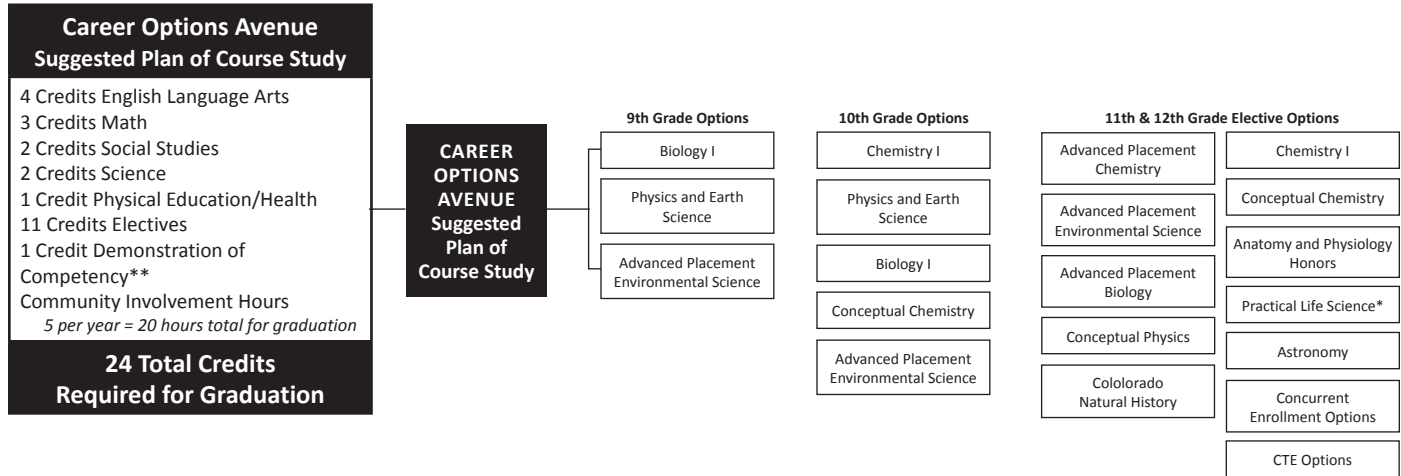 Career Options Avenue
Suggested Plan of Course Study
4 Credits English Language Arts
3 Credits Math
2 Credits Social Studies
2 Credits Science
1 Credit Physical Education/Health
11 Credits Electives
1 Credit Demonstration of
Competency**
Community Involvement Hours
5 per year = 20 hours total for graduation
24 Total Credits
Required for Graduation
CAREER
OPTIONS
AVENUE
Suggested
Plan of
Course Study
9th Grade Options
Biology I
Physics and Earth
Science
Advanced Placement
Environmental Science
10th Grade Options
Chemistry I
Physics and Earth
Science
Biology I
Conceptual Chemistry
Advanced Placement
Environmental Science
11th & 12th Grade Elective Options
Advanced Placement
Chemistry
Advanced Placement
Environmental Science
Advanced Placement
Biology
Conceptual Physics
Cololorado
Natural History
Chemistry I
Conceptual Chemistry
Anatomy and Physiology
Honors
Practical Life Science*
Astronomy
Concurrent
Enrollment Options
CTE Options